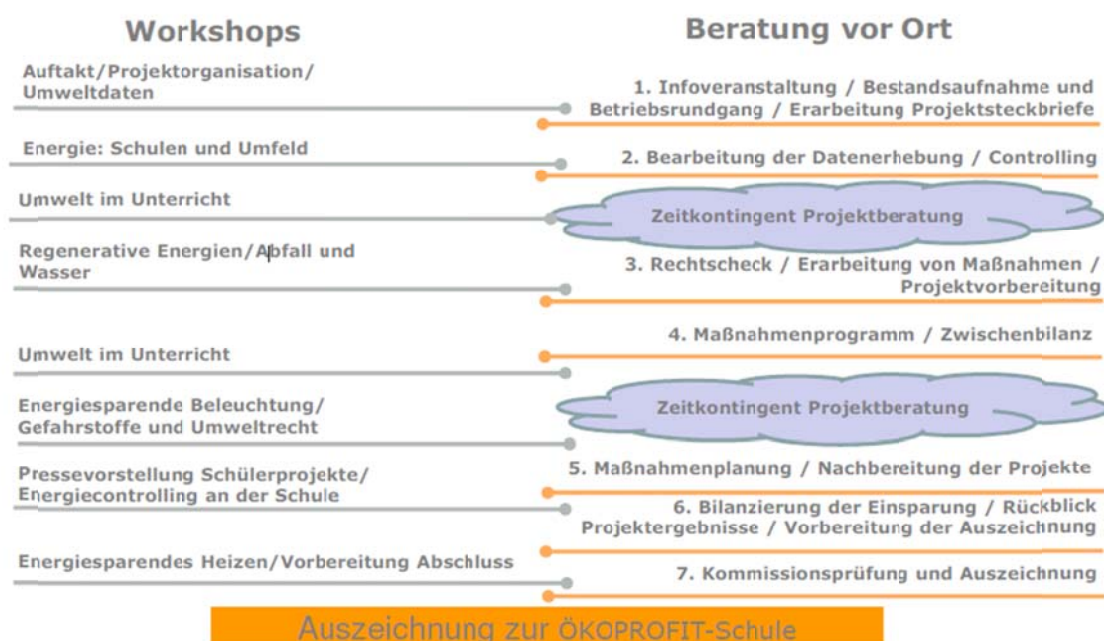 Workshops
Auftakt/Projektorganisation/
Umweltdaten
Energie: Schulen und Umfeld
Umwelt im Unterricht
Regenerative Energien/Abfall und
Wasser
Umwelt im Unterricht
Energiesparende Beleuchtung/
Gefahrstoffe und Umweltrecht
Pressevorstellung Schülerprojekte/
Energiecontrolling an der Schule
Energiesparendes Heizen/Vorbereitung Abschluss
Beratung vor Ort
1. Infoveranstaltung / Bestandsaufnahme und
Betriebsrundgang / Erarbeitung Projektsteckbriefe
2. Bearbeitung der Datenerhebung / Controlling
Zeitkontingent Projektberatung
3. Rechtscheck / Erarbeitung von Maßnahmen /
Projektvorbereitung
4. Maßnahmenprogramm / Zwischenbilanz
Zeitkontingent Projektberatung
5. Maßnahmenplanung / Nachbereitung der Projekte
6. Bilanzierung der Einsparung / Rückblick
Projektergebnisse / Vorbereitung der Auszeichnung
7. Kommissionsprüfung und Auszeichnung
Auszeichnung zur ÖKOPROFIT-Schule